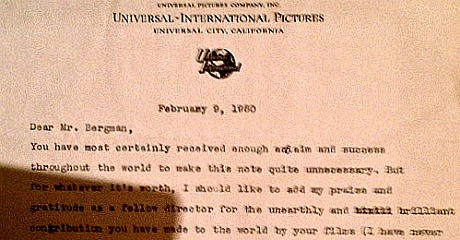 UNIVERSAL PICTURES COMPANY, INC.
UNIVERSAL-INTERNATIONAL PICTURES
UNIVERSAL CITY, CALIFORNIA
Universal International
February 9, 1960
Dear Mr. Bergman,
You have most certainly received enough acclaim and success
throughout the world to make this note quite unnecessary. But
for whatever it's worth, I should like to add my praise and
gratitude as a fellow director for the unearthly and brilliant
contribution you have made to the world by your films (I have never